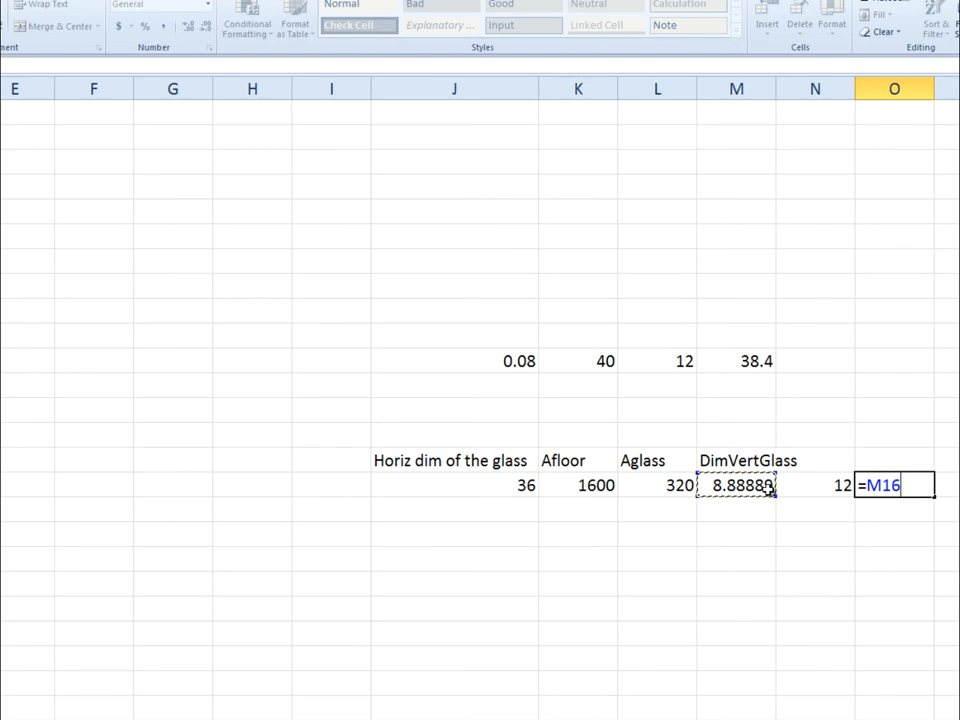 Wrap Text General Normal Bad Good Neutral Calculation
Merge & Center $ % , Conditional Formatting Format as Table Check Cell Explanatory ... Input Linked Cell Note Insert Delete Format Fill Clear Sort & Filter
Number Styles Cells Editing
E F G H I J K L M N O
0.08 40 12 38.4
Horiz dim of the glass Afloor Aglass DimVertGlass
36 1600 320 8.88889 12 =M16